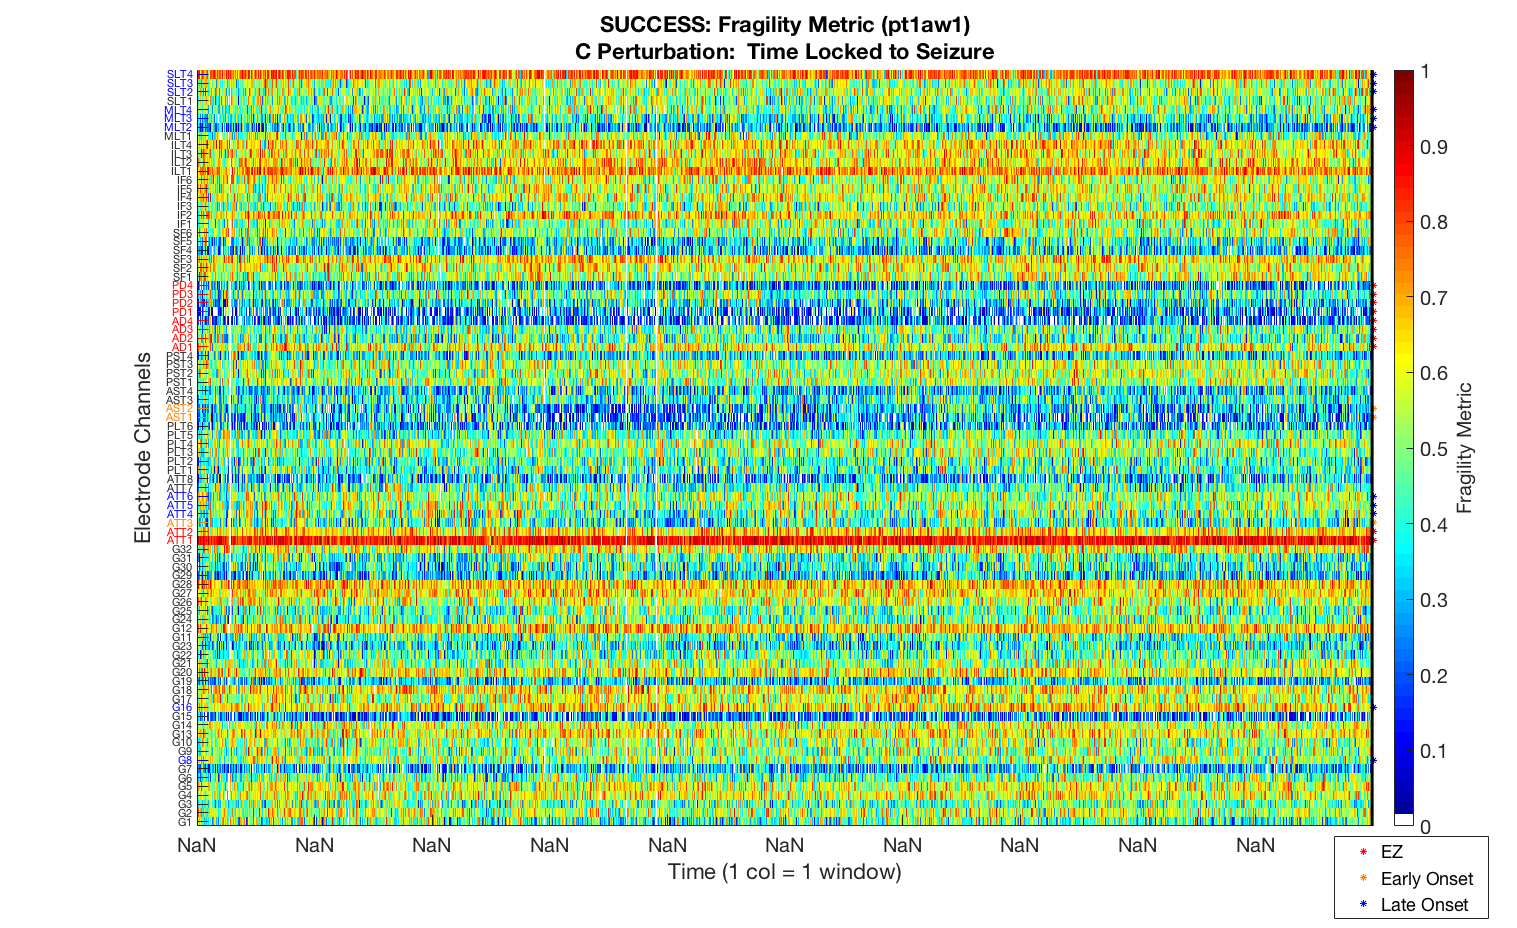 SUCCESS: Fragility Metric (pt1aw1)
C Perturbation: Time Locked to Seizure
Electrode Channels
SLT4
SLT3
SLT2
SLT1
MLT4
MLT3
MLT2
MLT1
ILT4
ILT3
ILT2
ILT1
IF6
IF5
IF4
IF3
IF2
IF1
SF6
SF5
SF4
SF3
SF2
SF1
PD4
PD3
PD2
PD1
AD4
AD3
AD2
AD1
PST4
PST3
PST2
PST1
AST4
AST3
AST2
AST1
PLT6
PLT5
PLT4
PLT3
PLT2
PLT1
ATT8
ATT7
ATT6
ATT5
ATT4
ATT3
ATT2
ATT1
G32
G31
G30
G29
G28
G27
G26
G25
G24
G12
G11
G23
G22
G21
G20
G19
G18
G17
G16
G15
G14
G13
G10
G9
G8
G7
G6
G5
G4
G3
G2
G1
NaN NaN NaN NaN NaN NaN NaN NaN NaN NaN
Time (1 col = 1 window)
1
0.9
0.8
0.7
0.6
0.5
0.4
0.3
0.2
0.1
0
Fragility Metric
EZ
Early Onset
Late Onset